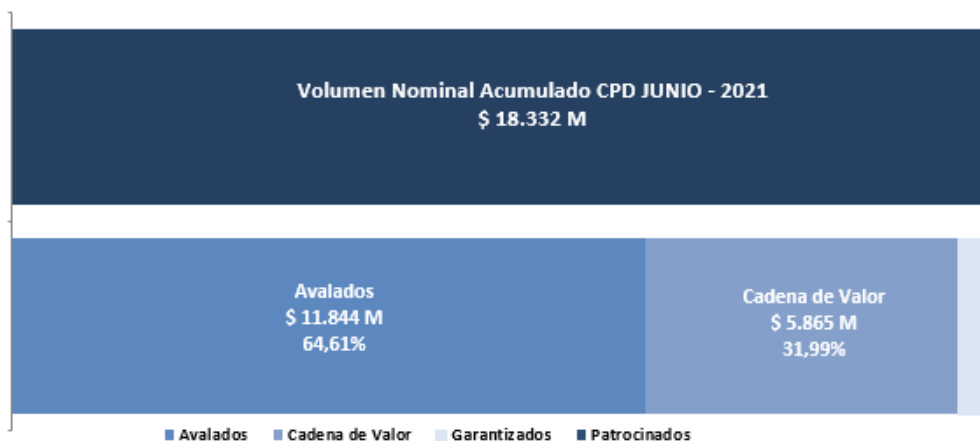 Volumen Nominal Acumulado CPD JUNIO - 2021
$ 18.332 M
Avalados
$ 11.844 M
64,61%
Cadena de Valor
$ 5.865 M
31,99%
Avalados Cadena de Valor Garantizados Patrocinados